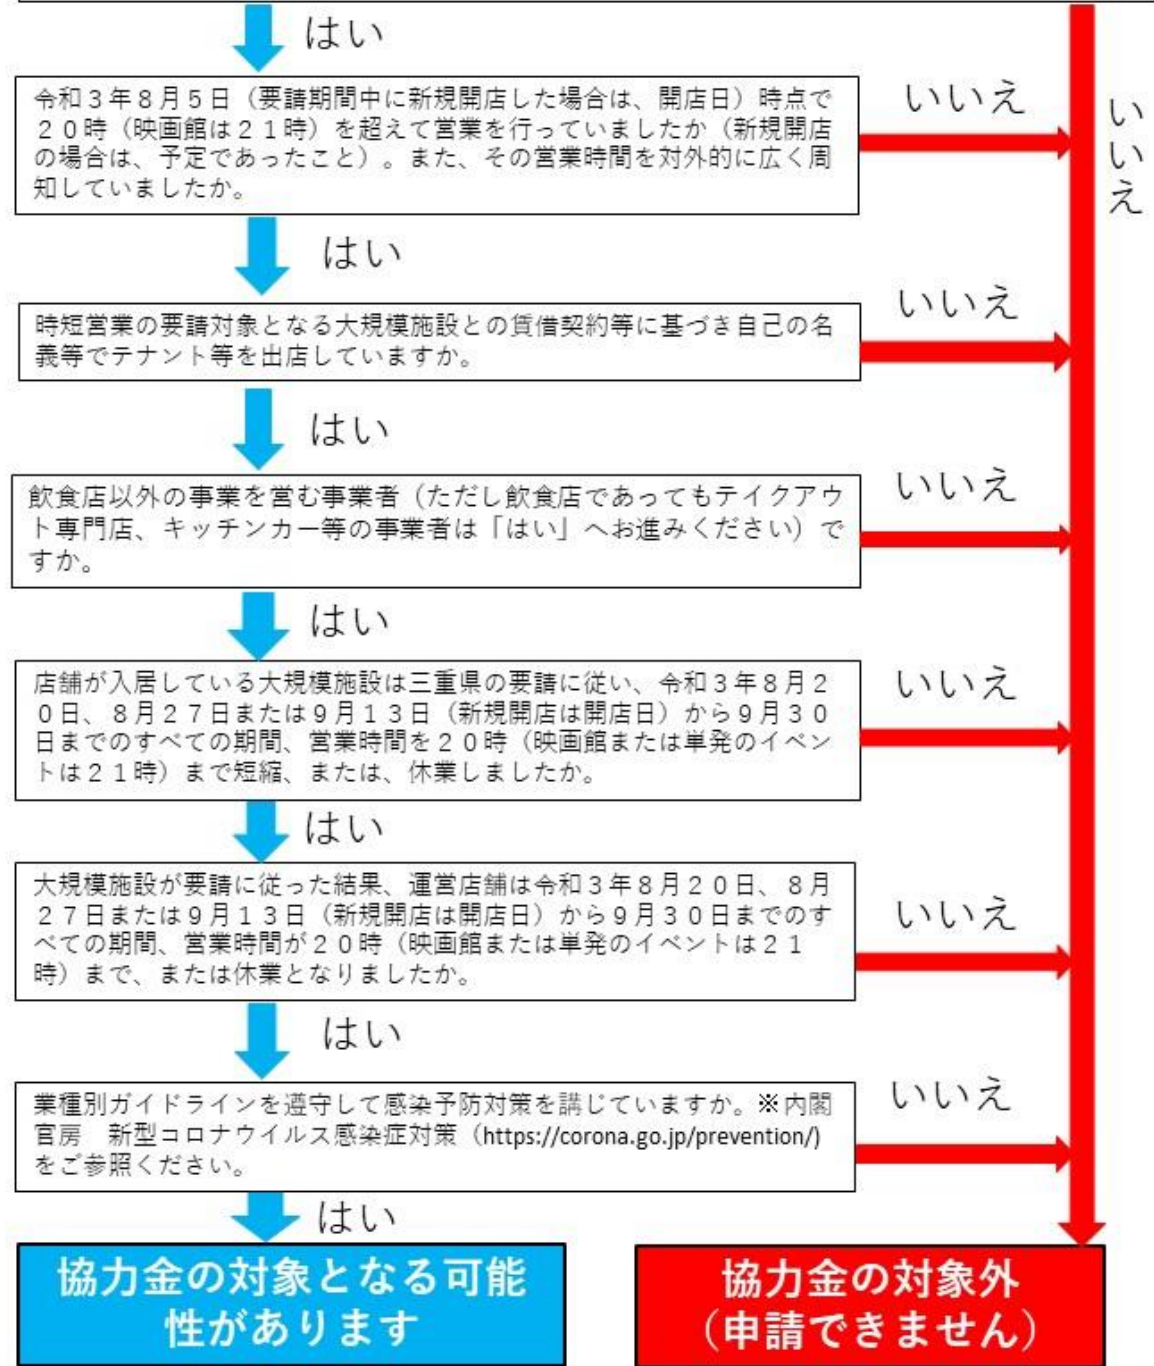 はい
いいえ
いいえ
令和３年８月５日（要請期間中に新規開店した場合は、開店日）時点で
２０時（映画館は２１時）を超えて営業を行っていましたか（新規開店
の場合は、予定であったこと）。また、その営業時間を対外的に広く周
知していましたか。
はい
いいえ
時短営業の要請対象となる大規模施設との賃借契約等に基づき自己の名
義等でテナント等を出店していますか。
はい
いいえ
飲食店以外の事業を営む事業者（ただし飲食店であってもテイクアウ
ト専門店、キッチンカー等の事業者は「はい」へお進みください）で
すか。
はい
いいえ
店舗が入居している大規模施設は三重県の要請に従い、令和３年８月２
０日、８月２７日または９月１３日（新規開店は開店日）から９月３０
日までのすべての期間、営業時間を２０時（映画館または単発のイベン
トは２１時）まで短縮、または、休業しましたか。
はい
いいえ
大規模施設が要請に従った結果、運営店舗は令和３年８月２０日、８月
２７日または９月１３日（新規開店は開店日）から９月３０日までのす
べての期間、営業時間が２０時（映画館または単発のイベントは２１
時）まで、または休業となりましたか。
はい
いいえ
業種別ガイドラインを遵守して感染予防対策を講じていますか。※内閣
官房　新型コロナウイルス感染症対策（https://corona.go.jp/prevention/)
をご参照ください。
はい
協力金の対象となる可能
性があります
協力金の対象外
（申請できません）